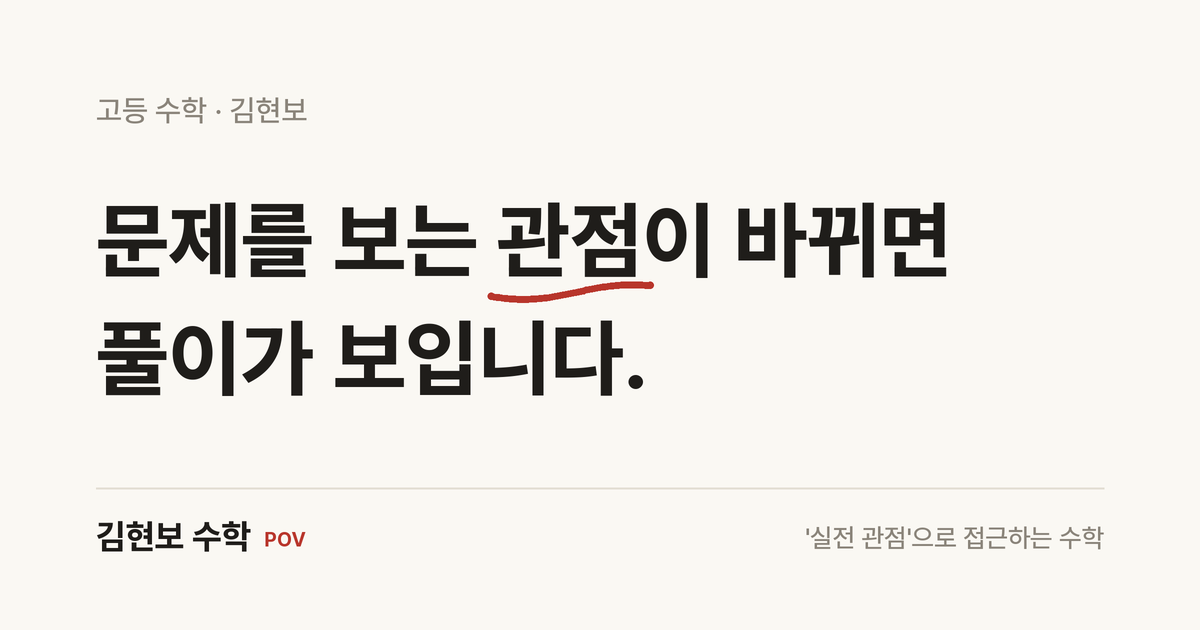 고등 수학 · 김현보
문제를 보는 관점이 바뀌면
풀이가 보입니다.
김현보 수학 POV
'실전 관점'으로 접근하는 수학